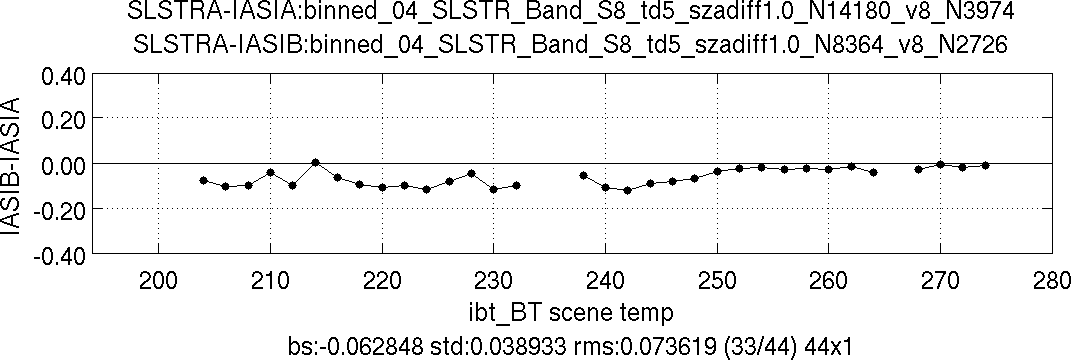 SLSTRA-IASIA:binned_04_SLSTR_Band_S8_td5_szadiff1.0_N14180_v8_N3974
SLSTRA-IASIB:binned_04_SLSTR_Band_S8_td5_szadiff1.0_N8364_v8_N2726
IASIB-IASIA
0.40
0.20
0.00
-0.20
-0.40
200 210 220 230 240 250 260 270 280
ibt_BT scene temp
bs:-0.062848 std:0.038933 rms:0.073619 (33/44) 44x1